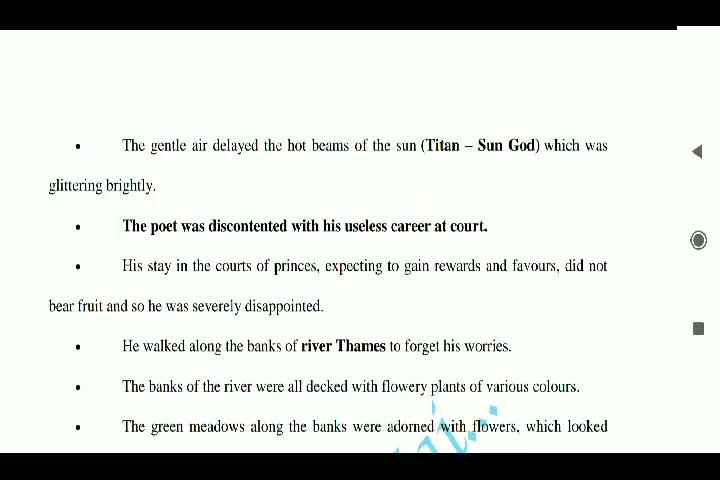 • The gentle air delayed the hot beams of the sun (Titan – Sun God) which was
glittering brightly.
• The poet was discontented with his useless career at court.
• His stay in the courts of princes, expecting to gain rewards and favours, did not
bear fruit and so he was severely disappointed.
• He walked along the banks of river Thames to forget his worries.
• The banks of the river were all decked with flowery plants of various colours.
• The green meadows along the banks were adorned with flowers, which looked